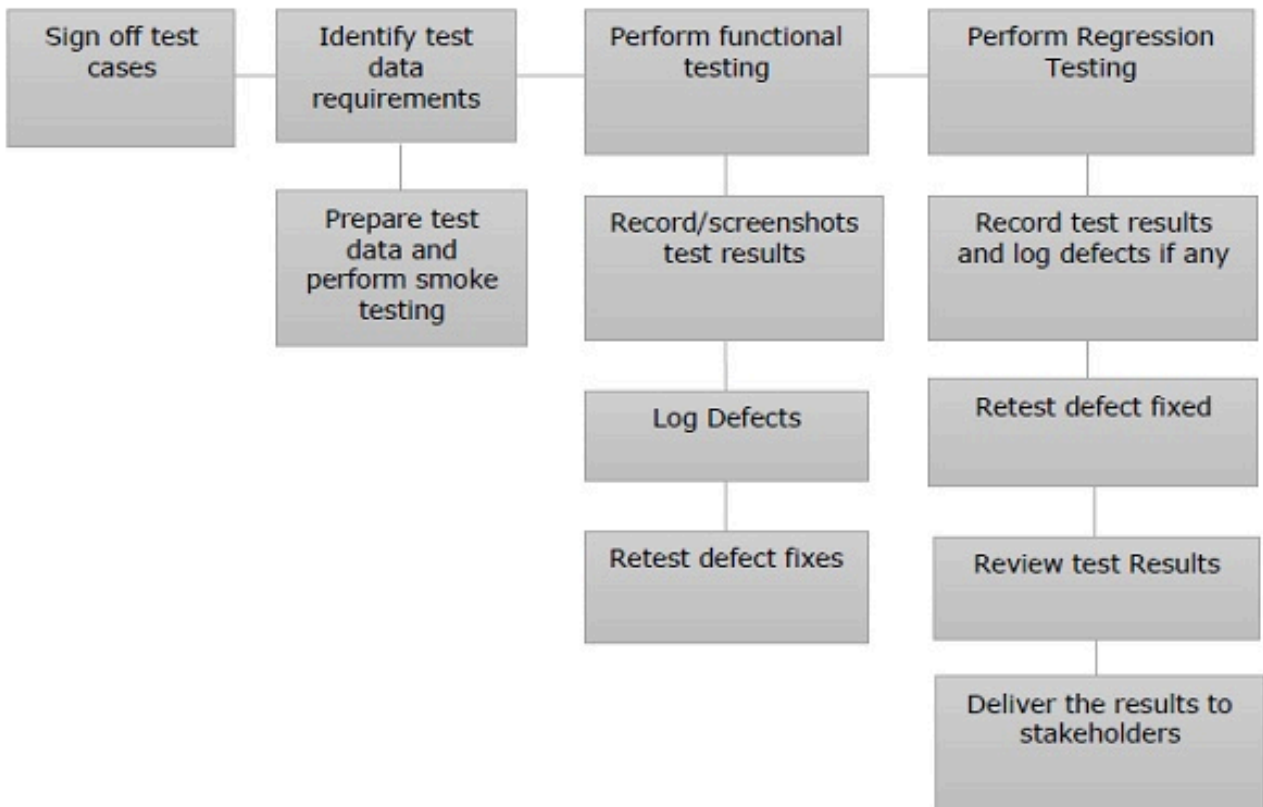 Sign off test
cases
Identify test
data
requirements
Perform functional
testing
Perform Regression
Testing
Prepare test
data and
perform smoke
testing
Record/screenshots
test results
Record test results
and log defects if any
Log Defects
Retest defect fixed
Retest defect fixes
Review test Results
Deliver the results to
stakeholders